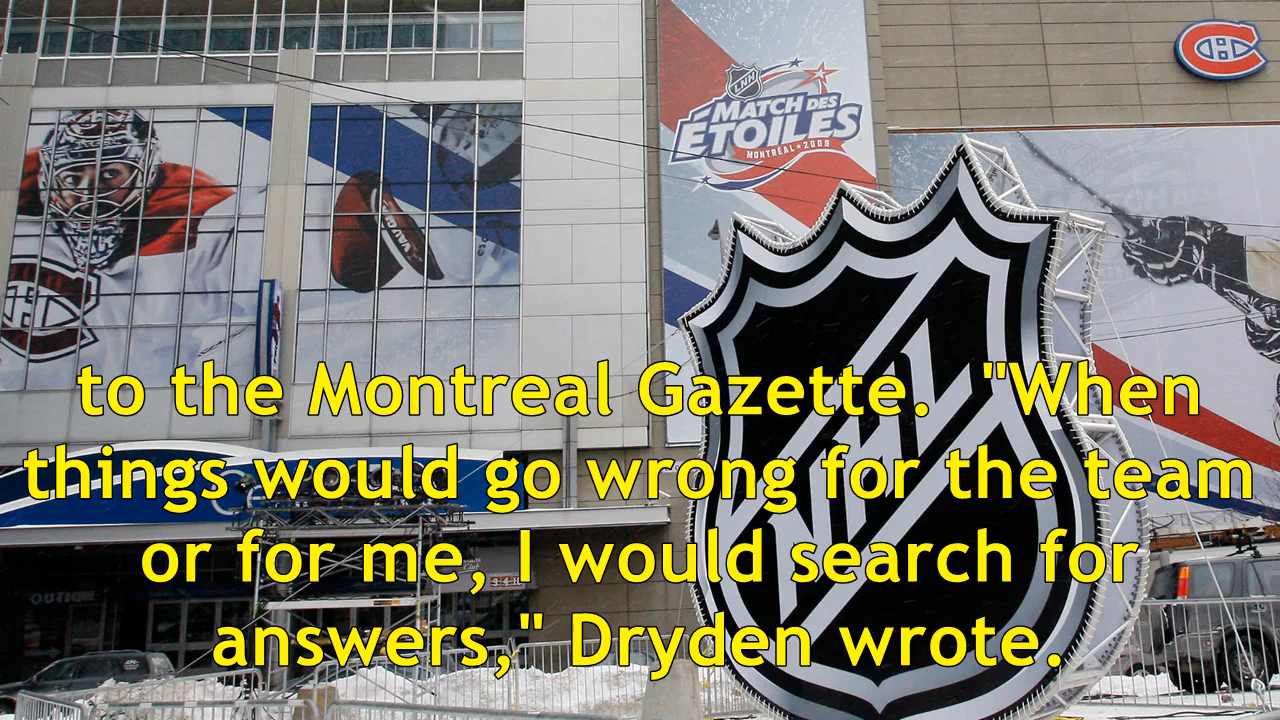 LNH
MATCH DES
ÉTOILES
MONTRÉAL ★ 2009
NHL
to the Montreal Gazette. "When
things would go wrong for the team
or for me, I would search for
answers," Dryden wrote.